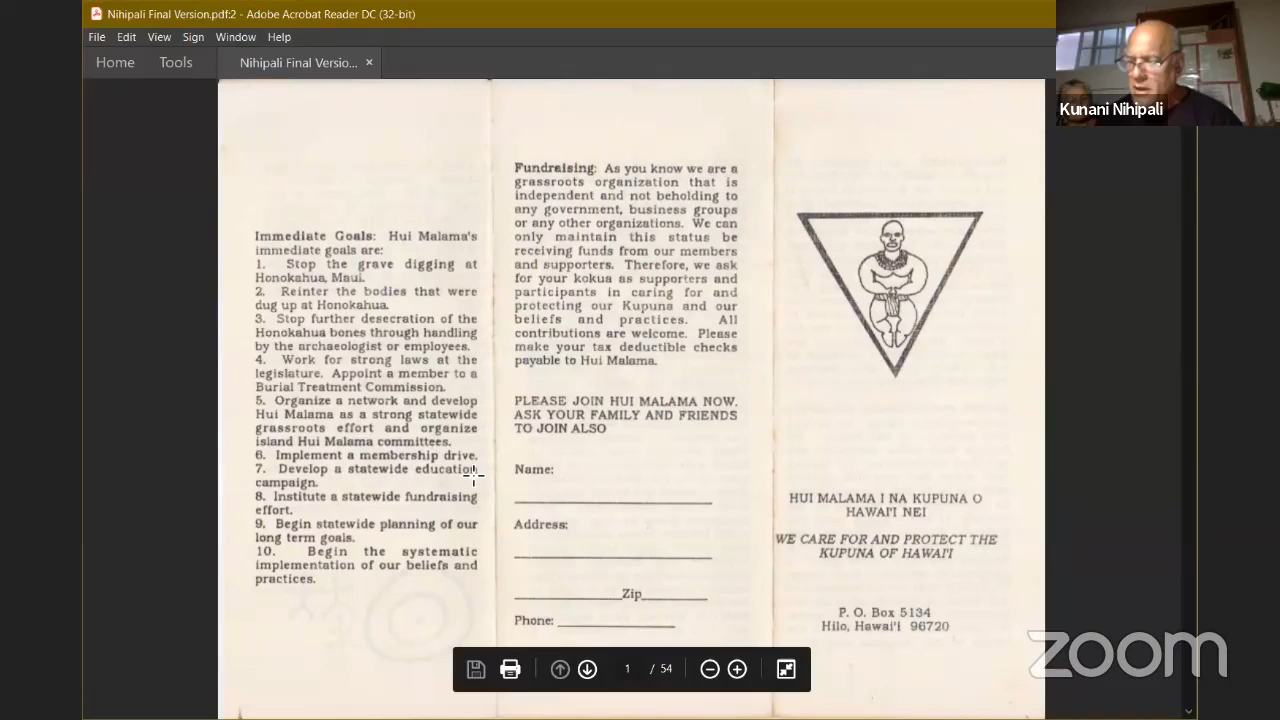 Nihipali Final Version.pdf:2 - Adobe Acrobat Reader DC (32-bit)
File Edit View Sign Window Help
Home Tools Nihipali Final Versio... ×
Kunani Nihipali
Immediate Goals: Hui Malama's
immediate goals are:
1. Stop the grave digging at
Honokahua, Maui.
2. Reinter the bodies that were
dug up at Honokahua.
3. Stop further desecration of the
Honokahua bones through handling
by the archaeologist or employees.
4. Work for strong laws at the
legislature. Appoint a member to a
Burial Treatment Commission.
5. Organize a network and develop
Hui Malama as a strong statewide
grassroots effort and organize
island Hui Malama committees.
6. Implement a membership drive.
7. Develop a statewide education
campaign.
8. Institute a statewide fundraising
effort.
9. Begin statewide planning of our
long term goals.
10. Begin the systematic
implementation of our beliefs and
practices.
Fundraising: As you know we are a
grassroots organization that is
independent and not beholding to
any government, business groups
or any other organizations. We can
only maintain this status be
receiving funds from our members
and supporters. Therefore, we ask
for your kokua as supporters and
participants in caring for and
protecting our Kupuna and our
beliefs and practices. All
contributions are welcome. Please
make your tax deductible checks
payable to Hui Malama.
PLEASE JOIN HUI MALAMA NOW.
ASK YOUR FAMILY AND FRIENDS
TO JOIN ALSO
Name:
Address:
Zip
Phone:
HUI MALAMA I NA KUPUNA O
HAWAI'I NEI
WE CARE FOR AND PROTECT THE
KUPUNA OF HAWAI'I
P. O. Box 5134
Hilo, Hawai'i 96720
1 / 54
zoom